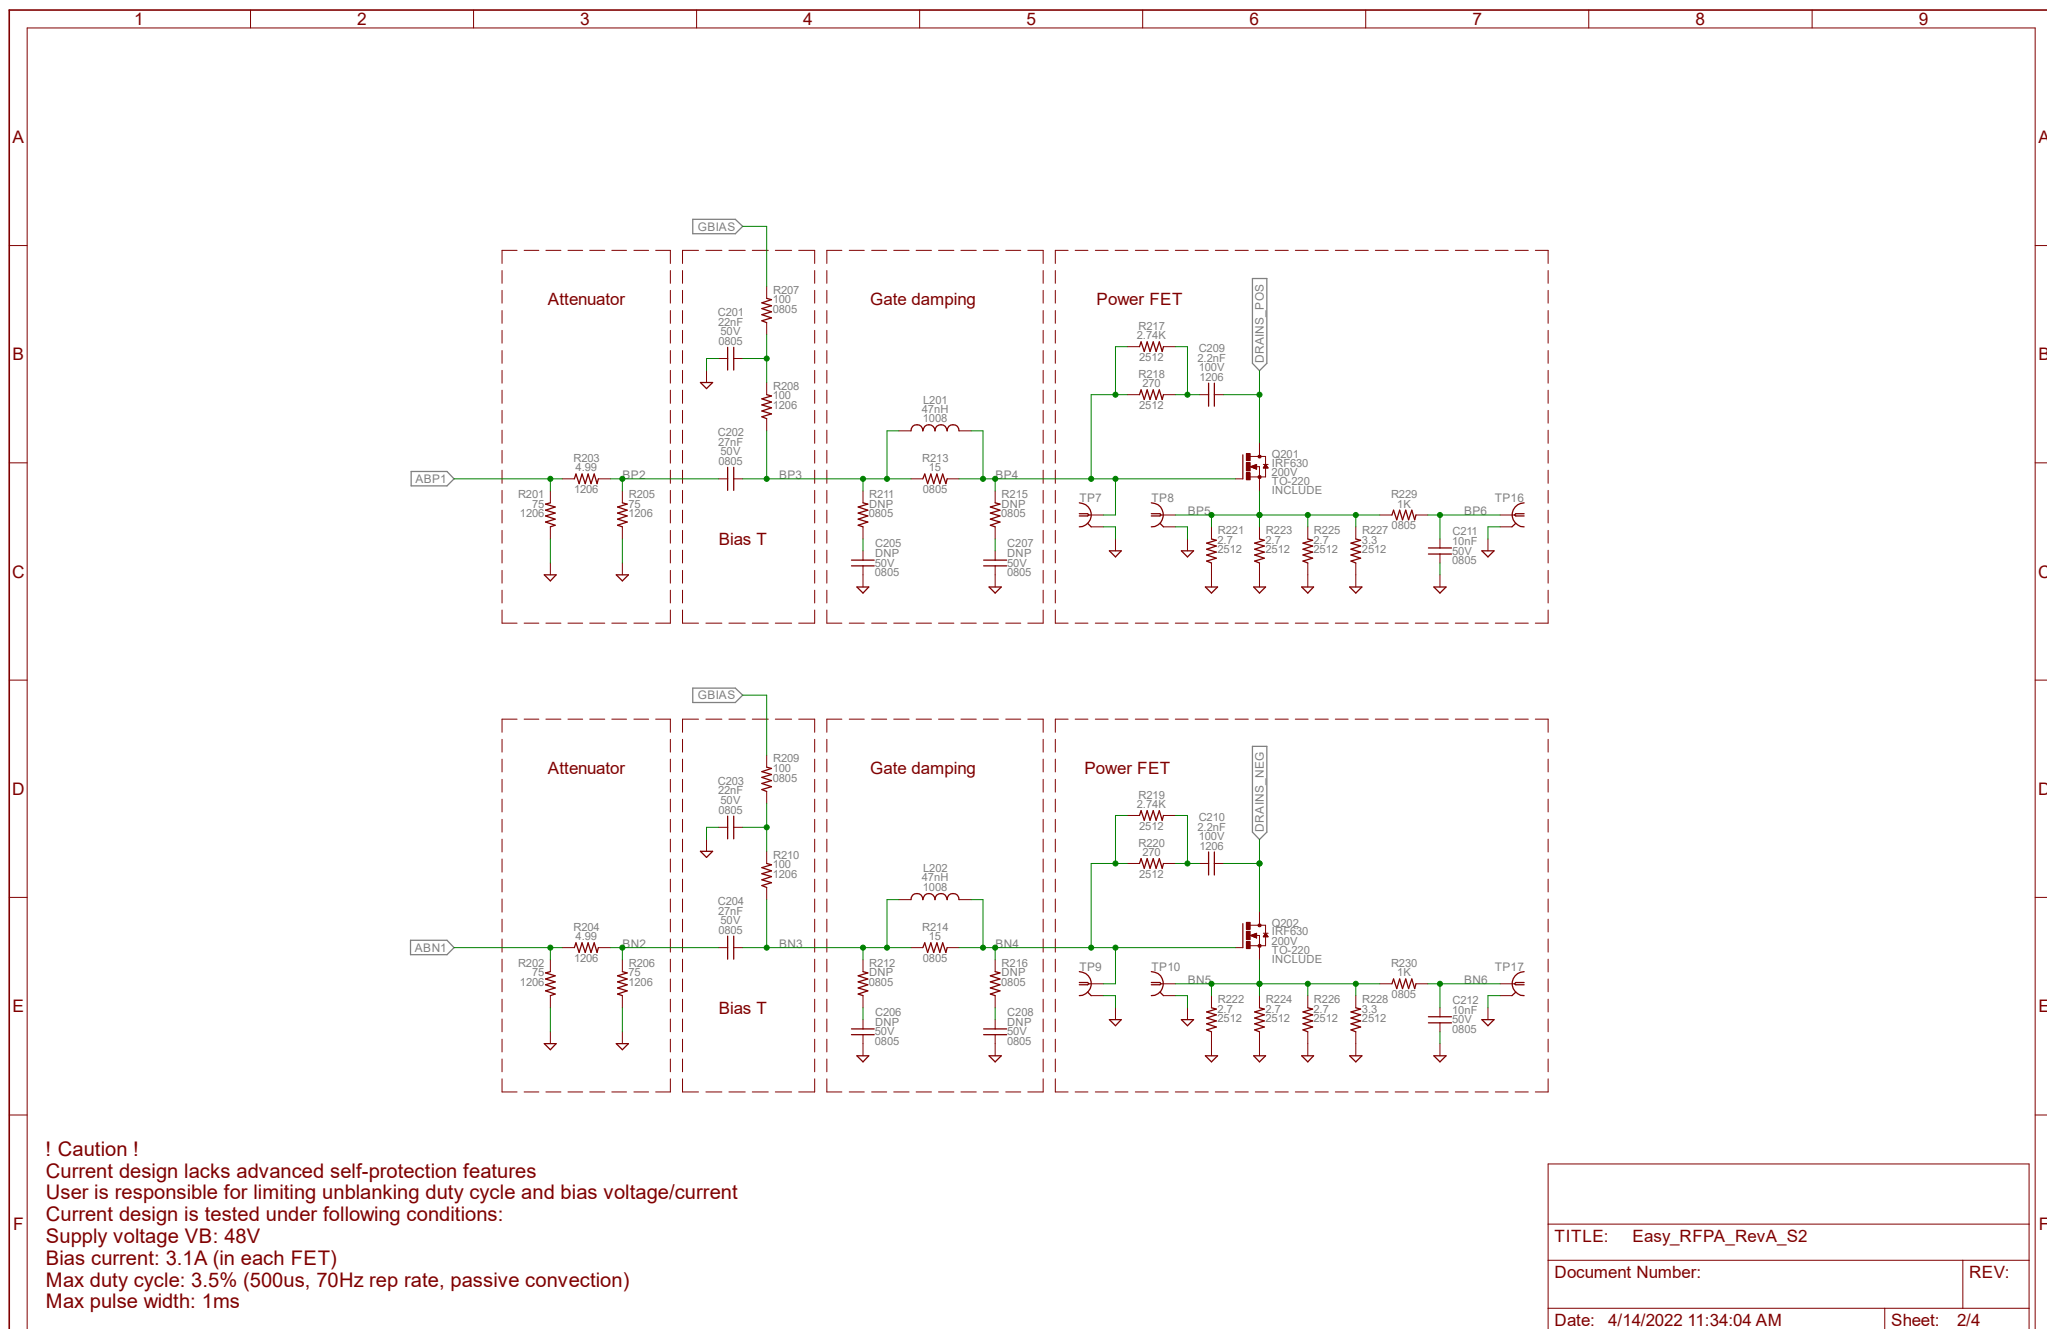 1 2 3 4 5 6 7 8 9
A
A
GBIAS
Attenuator
R207
100
0805
C201
22nF
50V
0805
R208
100
1206
C202
27nF
50V
0805
Bias T
ABP1
R203
4.99
1206
BP2
R201
75
1206
R205
75
1206
BP3
Gate damping
L201
47nH
1008
R213
15
0805
BP4
R211
DNP
0805
R215
DNP
0805
C205
DNP
50V
0805
C207
DNP
50V
0805
Power FET
DRAINS_POS
R217
2.74K
2512
R218
270
2512
C209
2.2nF
100V
1206
Q201
IRF630
200V
TO-220
INCLUDE
TP7
TP8
BP5
R221
2.7
2512
R223
2.7
2512
R225
2.7
2512
R227
3.3
2512
R229
1K
0805
BP6
TP16
C211
10nF
50V
0805
B
B
C
C
GBIAS
Attenuator
R209
100
0805
C203
22nF
50V
0805
R210
100
1206
C204
27nF
50V
0805
Bias T
ABN1
R204
4.99
1206
BN2
R202
75
1206
R206
75
1206
BN3
Gate damping
L202
47nH
1008
R214
15
0805
BN4
R212
DNP
0805
R216
DNP
0805
C206
DNP
50V
0805
C208
DNP
50V
0805
Power FET
DRAINS_NEG
R219
2.74K
2512
R220
270
2512
C210
2.2nF
100V
1206
Q202
IRF630
200V
TO-220
INCLUDE
TP9
TP10
BN5
R222
2.7
2512
R224
2.7
2512
R226
2.7
2512
R228
3.3
2512
R230
1K
0805
BN6
TP17
C212
10nF
50V
0805
D
D
E
E
F
F
! Caution !
Current design lacks advanced self-protection features
User is responsible for limiting unblanking duty cycle and bias voltage/current
Current design is tested under following conditions:
Supply voltage VB: 48V
Bias current: 3.1A (in each FET)
Max duty cycle: 3.5% (500us, 70Hz rep rate, passive convection)
Max pulse width: 1ms
TITLE: Easy_RFPA_RevA_S2
Document Number:
REV:
Date: 4/14/2022 11:34:04 AM
Sheet: 2/4